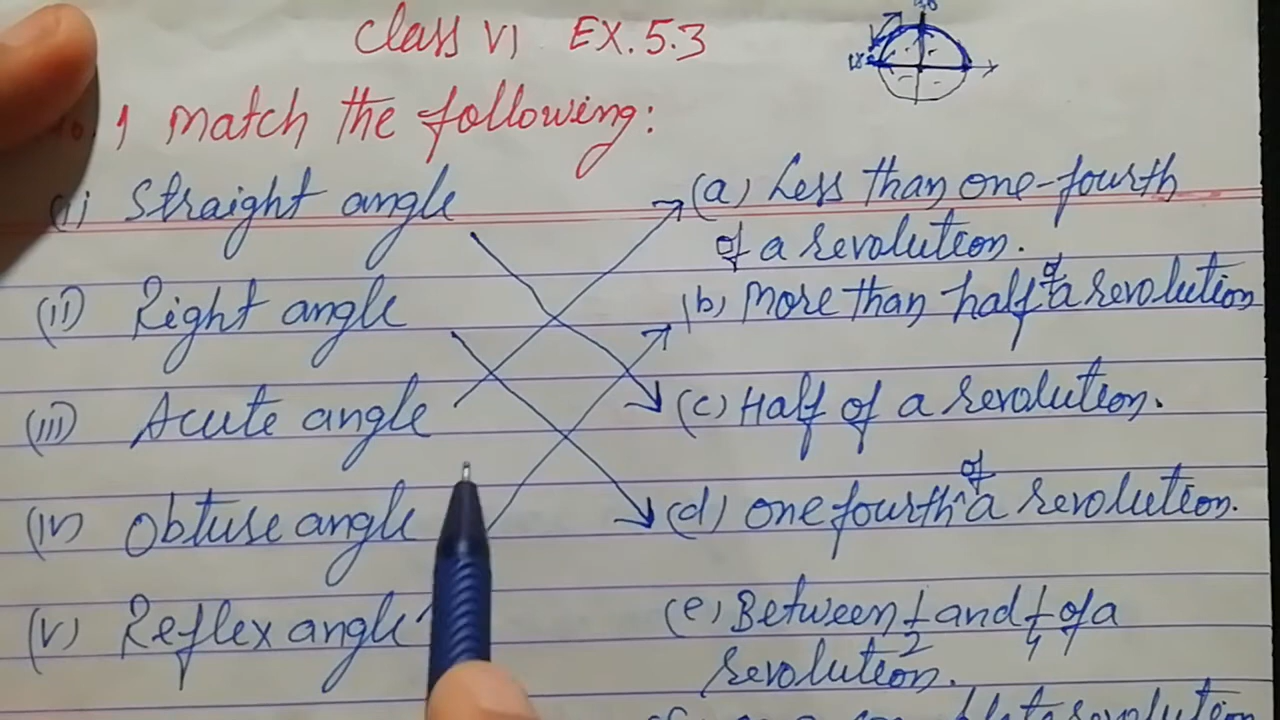 Class VI EX. 5.3
1 Match the following:
(i) Straight angle
(a) Less than one-fourth
of a revolution.
(ii) Right angle
(b) More than half of a revolution
(iii) Acute angle
(c) Half of a revolution.
(iv) Obtuse angle
(d) One fourth of a revolution.
(v) Reflex angle
(e) Between 1/2 and 1/4 of a
revolution.
revolution